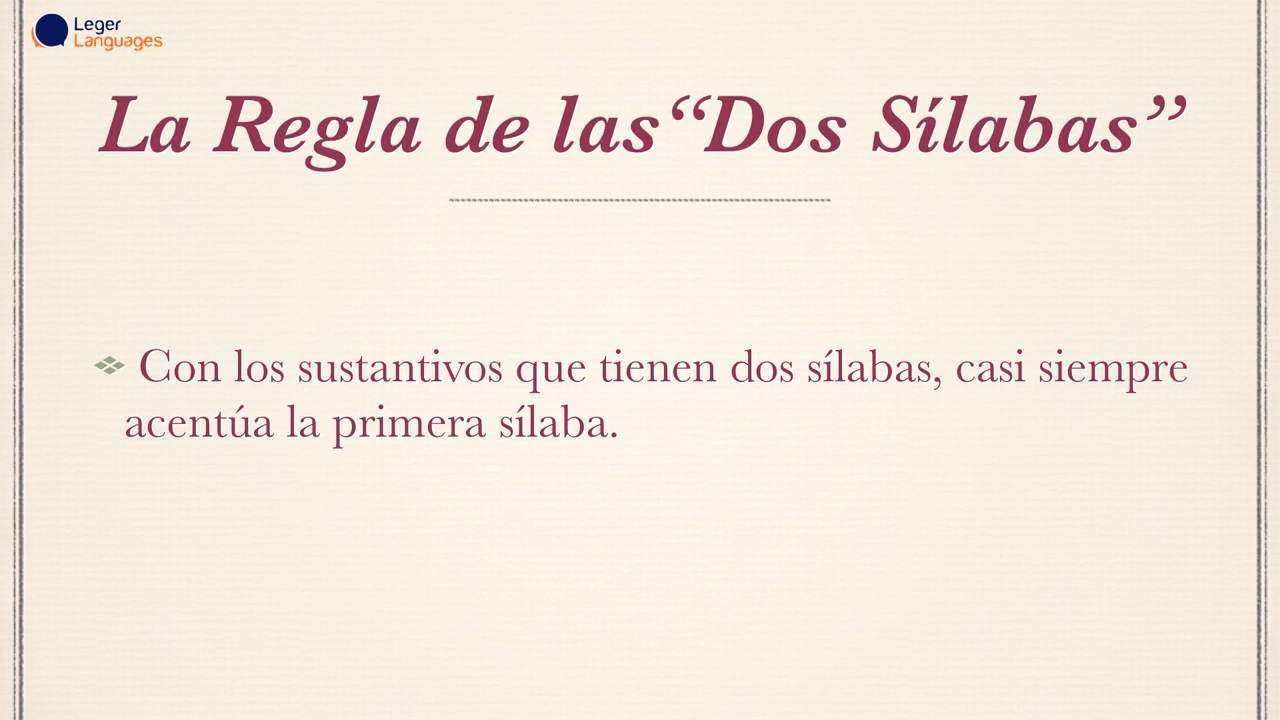 Leger
Languages
La Regla de las“Dos Sílabas”
Con los sustantivos que tienen dos sílabas, casi siempre
acentúa la primera sílaba.